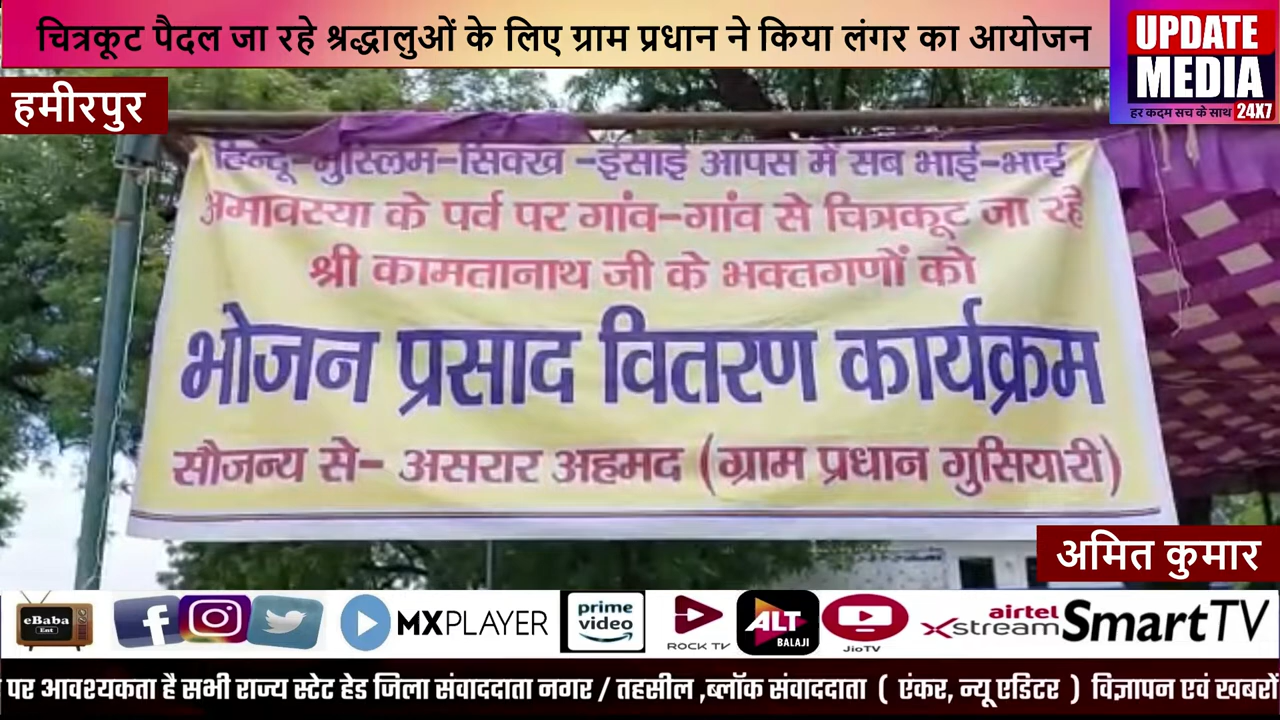 चित्रकूट पैदल जा रहे श्रद्धालुओं के लिए ग्राम प्रधान ने किया लंगर का आयोजन
UPDATE
MEDIA
हर कदम सच के साथ 24X7
हमीरपुर
हिन्दू-मुस्लिम-सिक्ख -ईसाई आपस में सब भाई-भाई
अमावस्या के पर्व पर गांव-गांव से चित्रकूट जा रहे
श्री कामतानाथ जी के भक्तगणों को
भोजन प्रसाद वितरण कार्यक्रम
सौजन्य से- असरार अहमद (ग्राम प्रधान गुसियारी)
अमित कुमार
eBaba
Ent
MXPLAYER
prime
video
ROCK TV
ALT
BALAJI
JioTV
airtel
xstream
SmartTV
पर आवश्यकता है सभी राज्य स्टेट हेड जिला संवाददाता नगर / तहसील ,ब्लॉक संवाददाता ( एंकर, न्यू एडिटर ) विज्ञापन एवं खबरों